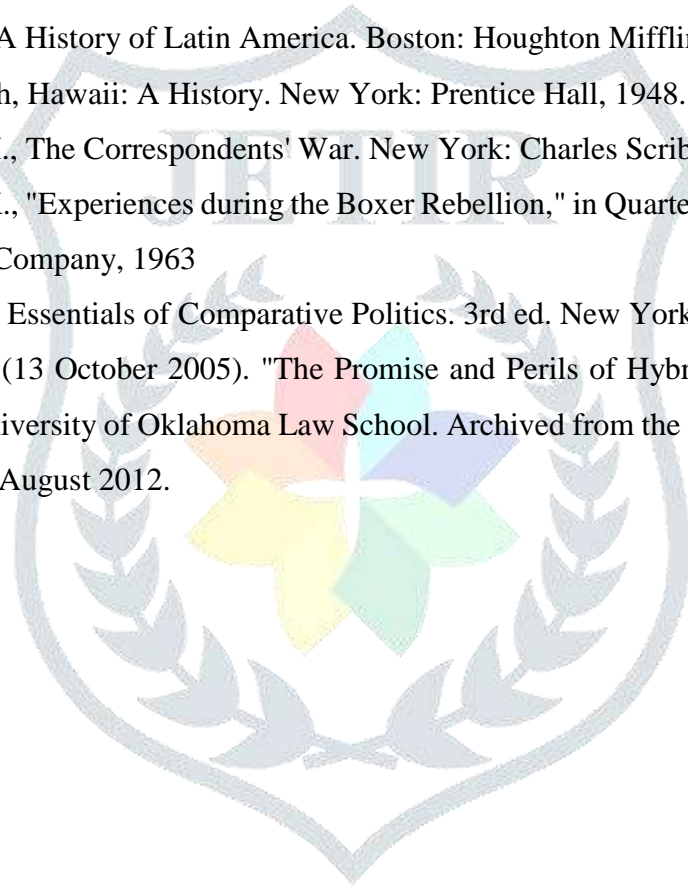 A History of Latin America. Boston: Houghton Mifflin
h, Hawaii: A History. New York: Prentice Hall, 1948.
., The Correspondents' War. New York: Charles Scrib
., "Experiences during the Boxer Rebellion," in Quarte
JETIR
Company, 1963
Essentials of Comparative Politics. 3rd ed. New York
(13 October 2005). "The Promise and Perils of Hybr
iversity of Oklahoma Law School. Archived from the
August 2012.